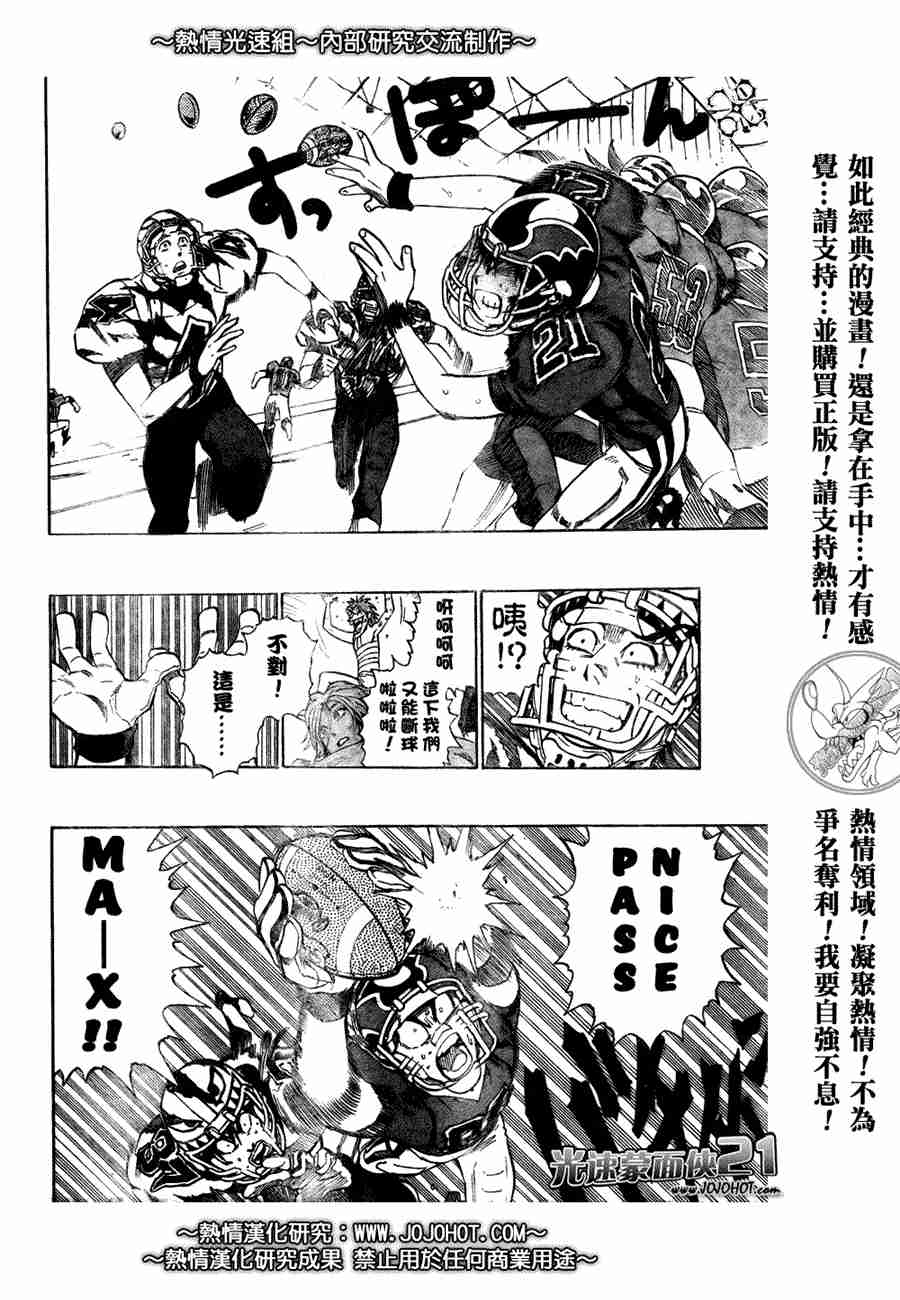 ～熱情光速組～內部研究交流制作～
すっ
ぽーん
21
53
咦!?
呀呵呵呵
這下我們
又能斷球
啦啦啦！
不對！
這是……
NICE
PASS
MA—X!!
光速蒙面俠21
www.JOJOHOT.com
如此經典的漫畫！還是拿在手中…才有感
覺…請支持…並購買正版！請支持熱情！
熱情領域！凝聚熱情！不為
爭名奪利！我要自強不息！
～熱情漢化研究：WWW.JOJOHOT.COM～
～熱情漢化研究成果 禁止用於任何商業用途～